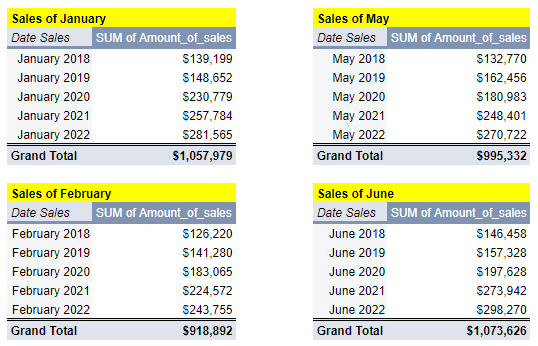 Sales of January
Date Sales SUM of Amount_of_sales
January 2018 $139,199
January 2019 $148,652
January 2020 $230,779
January 2021 $257,784
January 2022 $281,565
Grand Total $1,057,979
Sales of May
Date Sales SUM of Amount_of_sales
May 2018 $132,770
May 2019 $162,456
May 2020 $180,983
May 2021 $248,401
May 2022 $270,722
Grand Total $995,332
Sales of February
Date Sales SUM of Amount_of_sales
February 2018 $126,220
February 2019 $141,280
February 2020 $183,065
February 2021 $224,572
February 2022 $243,755
Grand Total $918,892
Sales of June
Date Sales SUM of Amount_of_sales
June 2018 $146,458
June 2019 $157,328
June 2020 $197,628
June 2021 $273,942
June 2022 $298,270
Grand Total $1,073,626